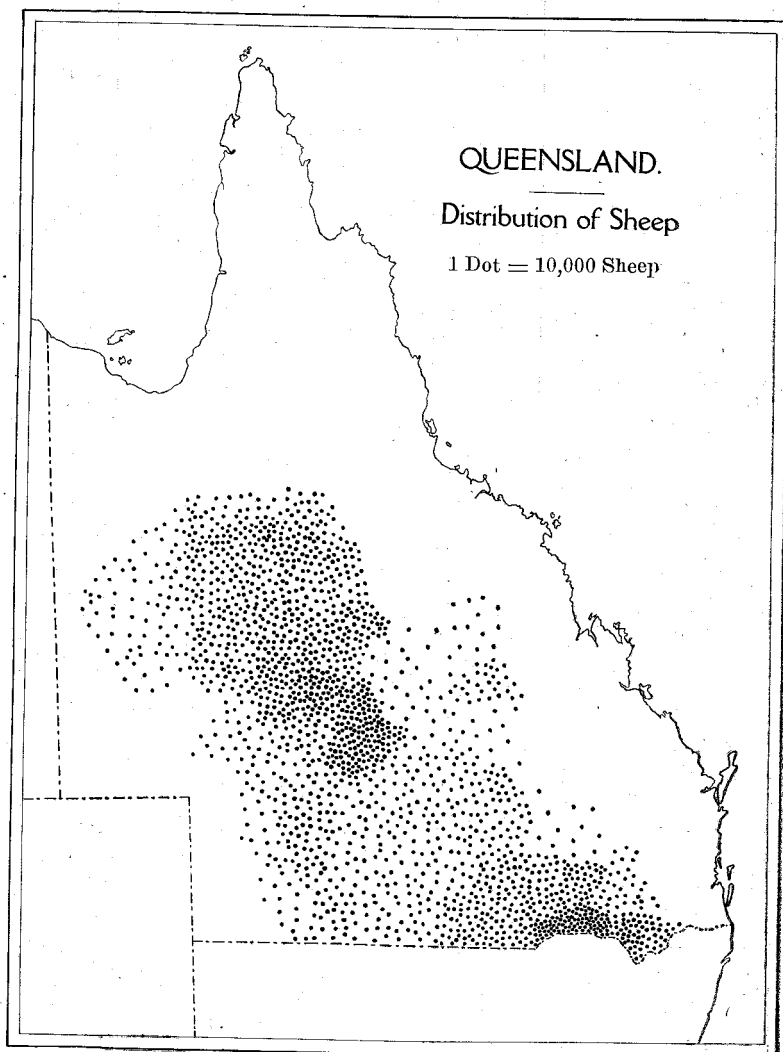 QUEENSLAND.
Distribution of Sheep
1 Dot = 10,000 Sheep